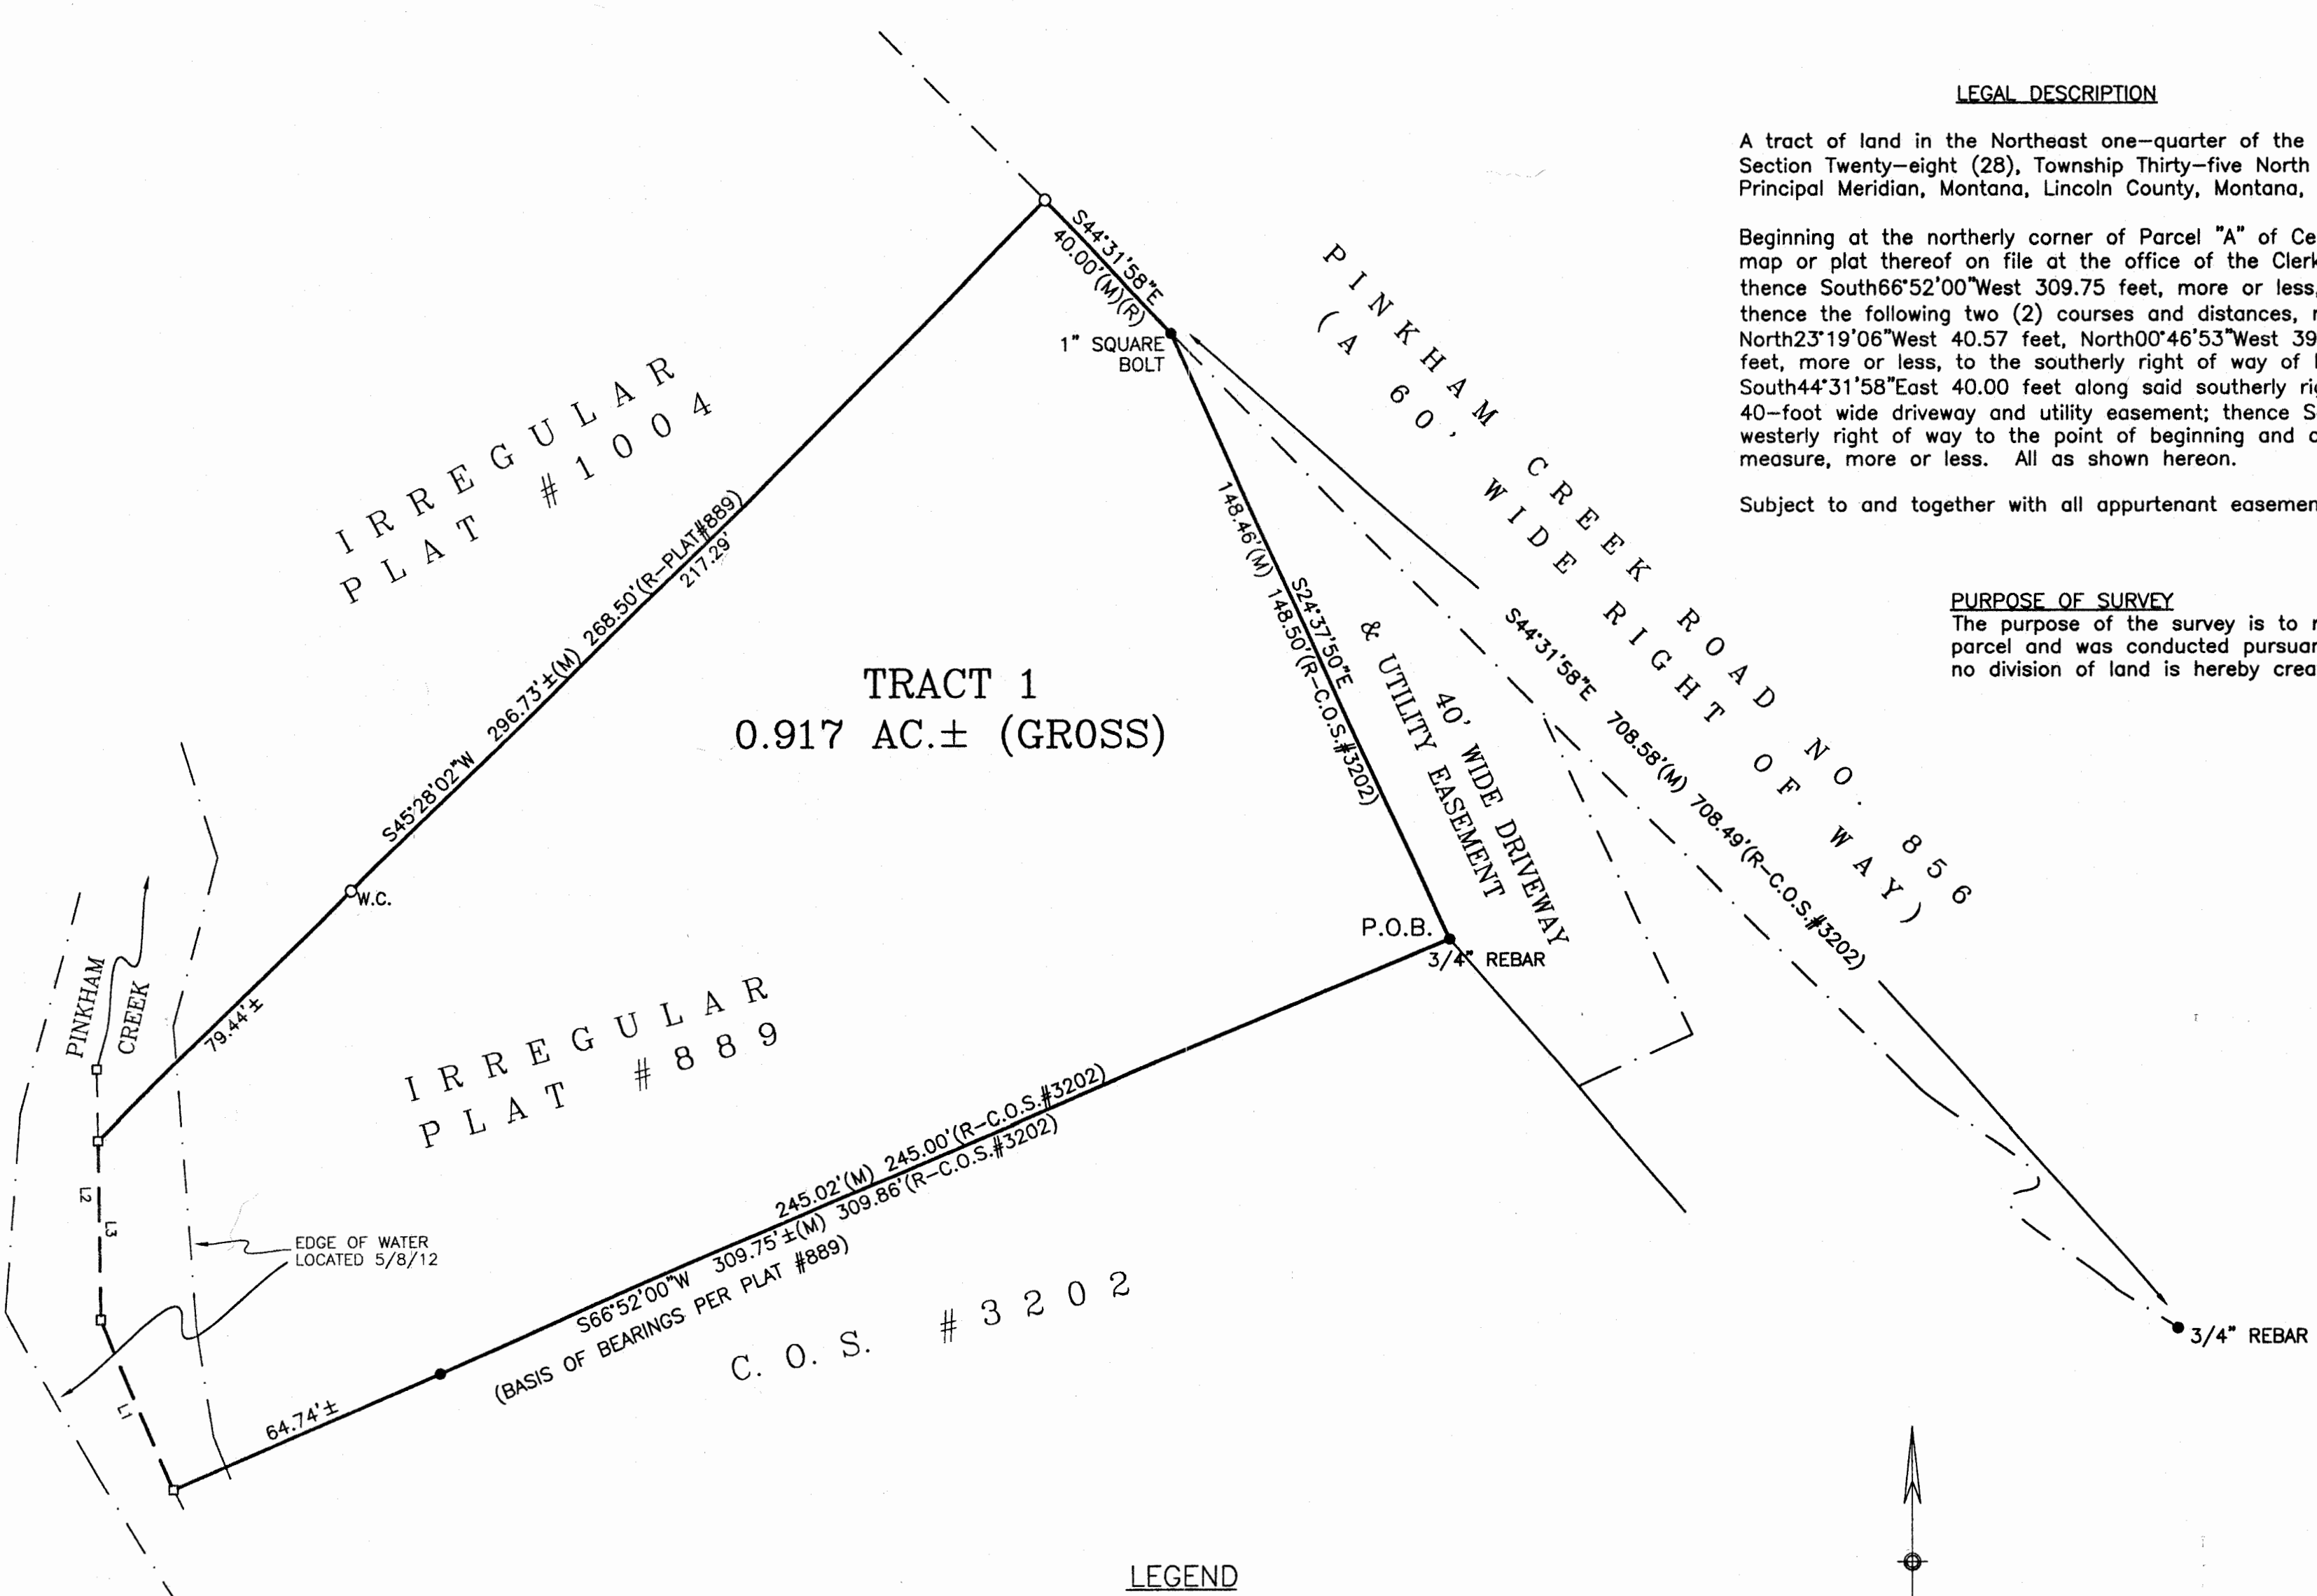 LEGAL DESCRIPTION
A tract of land in the Northeast one-quarter of the
Section Twenty-eight (28), Township Thirty-five North
Principal Meridian, Montana, Lincoln County, Montana,
Beginning at the northerly corner of Parcel "A" of Ce
map or plat thereof on file at the office of the Clerk
thence South66°52'00"West 309.75 feet, more or less,
thence the following two (2) courses and distances,
North23°19'06"West 40.57 feet, North00°46'53"West 39
feet, more or less, to the southerly right of way of
South44°31'58"East 40.00 feet along said southerly ri
40-foot wide driveway and utility easement; thence S
westerly right of way to the point of beginning and
measure, more or less. All as shown hereon.
Subject to and together with all appurtenant easemen
PURPOSE OF SURVEY
The purpose of the survey is to
parcel and was conducted pursuan
no division of land is hereby crea
S44°31'58"E
40.00'(M)(R)
1" SQUARE
BOLT
PINKHAM CREEK ROAD NO. 856
(A 60' WIDE RIGHT OF WAY)
IRREGULAR
PLAT #1004
S45°28'02"W 296.73'±(M) 268.50'(R-PLAT#889)
217.29'
148.46'(M) 148.50'(R-C.O.S.#3202)
S24°37'50"E
40' WIDE DRIVEWAY
& UTILITY EASEMENT
S44°31'58"E 708.58'(M) 708.49'(R-C.O.S.#3202)
TRACT 1
0.917 AC.± (GROSS)
W.C.
P.O.B.
3/4" REBAR
PINKHAM
CREEK
79.44'±
IRREGULAR
PLAT #889
245.02'(M) 245.00'(R-C.O.S.#3202)
S66°52'00"W 309.75'±(M) 309.86'(R-C.O.S.#3202)
(BASIS OF BEARINGS PER PLAT #889)
L2
L3
EDGE OF WATER
LOCATED 5/8/12
C.O.S. #3202
L1
64.74'±
3/4" REBAR
LEGEND